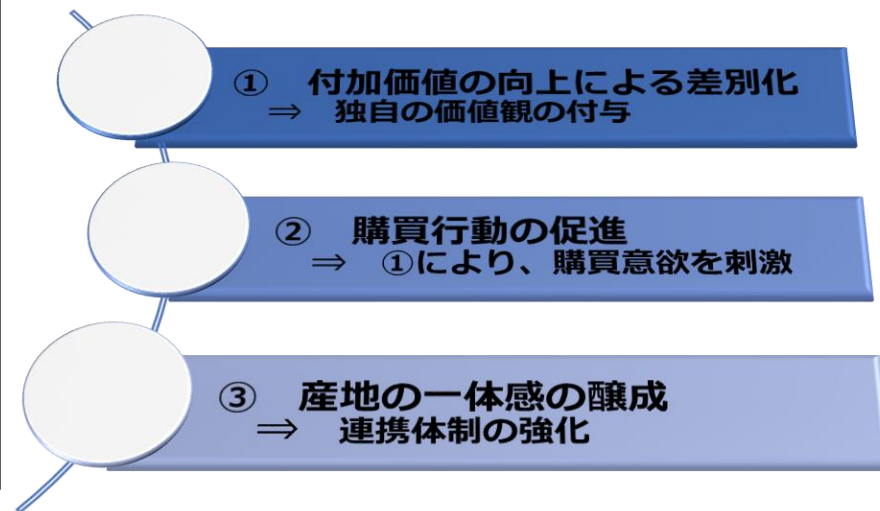 ① 付加価値の向上による差別化
⇒ 独自の価値観の付与
② 購買行動の促進
⇒ ①により、購買意欲を刺激
③ 産地の一体感の醸成
⇒ 連携体制の強化